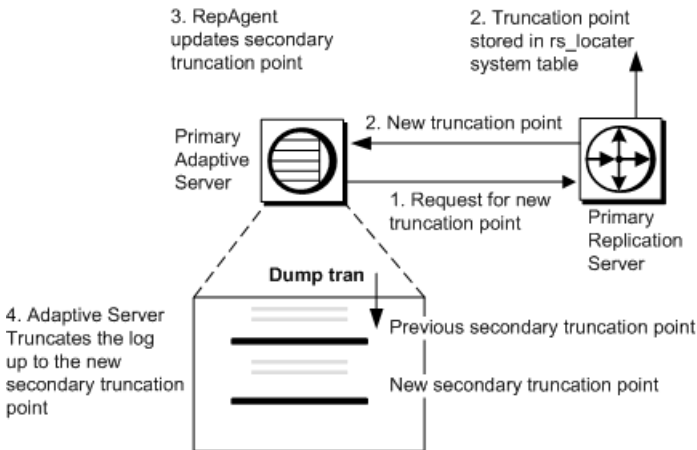 3. RepAgent
updates secondary
truncation point
2. Truncation point
stored in rs_locater
system table
Primary
Adaptive
Server
2. New truncation point
1. Request for new
truncation point
Primary
Replication
Server
Dump tran
4. Adaptive Server
Truncates the log
up to the new
secondary truncation
point
Previous secondary truncation point
New secondary truncation point